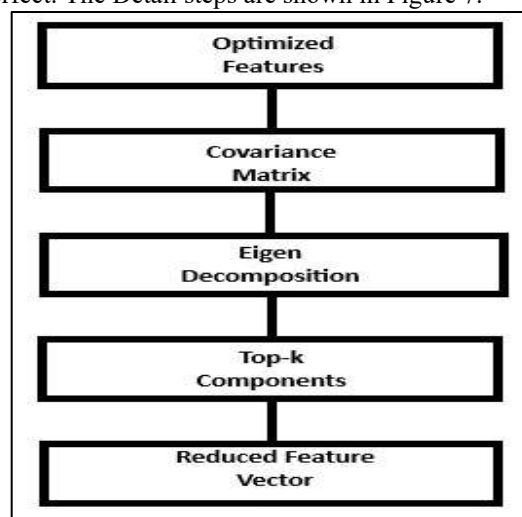 The Detail steps are shown in Figure 7.
Optimized
Features
Covariance
Matrix
Eigen
Decomposition
Top-k
Components
Reduced Feature
Vector